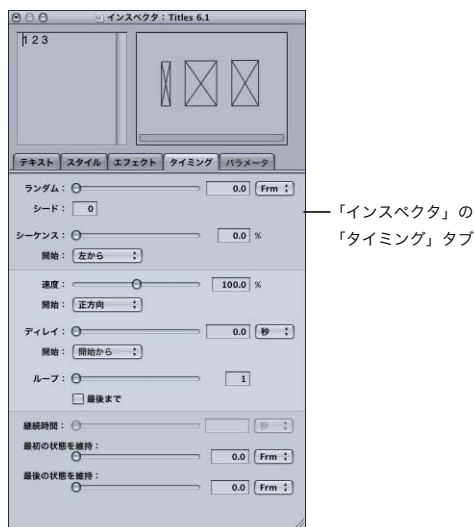 インスペクタ：Titles 6.1
123
テキスト スタイル エフェクト タイミング パラメータ
ランダム： 0.0 Frm
シード： 0
シーケンス： 0.0 %
開始： 左から
速度： 100.0 %
開始： 正方向
ディレイ： 0.0 秒
開始： 開始から
ループ： 1
最後まで
継続時間： 秒
最初の状態を維持：
0.0 Frm
最後の状態を維持：
0.0 Frm
「インスペクタ」の
「タイミング」タブ